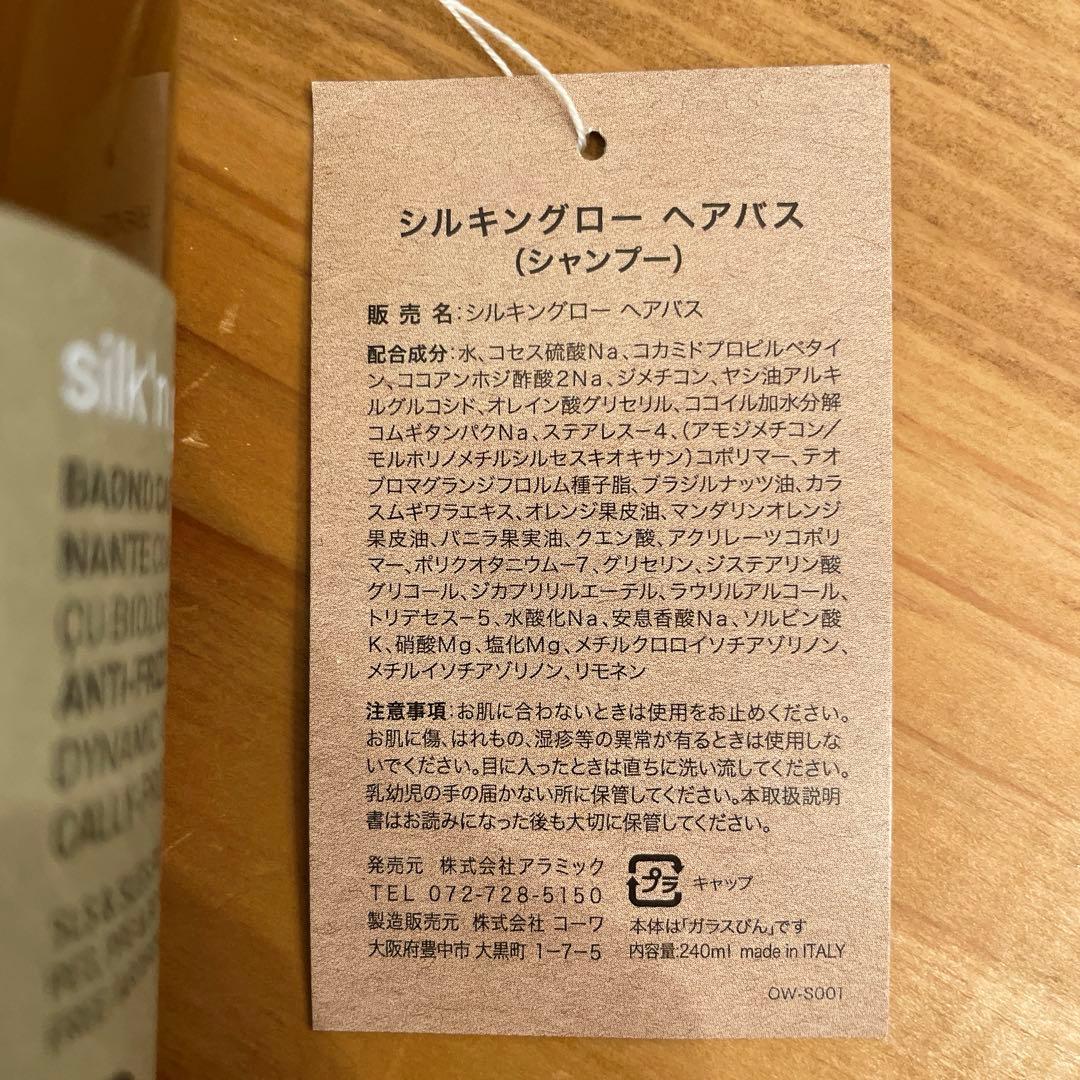 シルキングロー ヘアバス
(シャンプー)
販売名:シルキングロー ヘアバス
配合成分:水、コセス硫酸Na、コカミドプロピルベタイ
ン、ココアンホジ酢酸2Na、ジメチコン、ヤシ油アルキ
ルグルコシド、オレイン酸グリセリル、ココイル加水分解
コムギタンパクNa、ステアレス-4、(アモジメチコン/
モルホリノメチルシルセスキオキサン)コポリマー、テオ
ブロマグランジフロルム種子脂、ブラジルナッツ油、カラ
スムギワラエキス、オレンジ果皮油、マンダリンオレンジ
果皮油、バニラ果実油、クエン酸、アクリレーツコポリ
マー、ポリクオタニウム-7、グリセリン、ジステアリン酸
グリコール、ジカプリリルエーテル、ラウリルアルコール、
トリデセス-5、水酸化Na、安息香酸Na、ソルビン酸
K、硝酸Mg、塩化Mg、メチルクロロイソチアゾリノン、
メチルイソチアゾリノン、リモネン
注意事項:お肌に合わないときは使用をお止めください。
お肌に傷、はれもの、湿疹等の異常が有るときは使用しな
いでください。目に入ったときは直ちに洗い流してください。
乳幼児の手の届かない所に保管してください。本取扱説明
書はお読みになった後も大切に保管してください。
発売元 株式会社アラミック
TEL 072-728-5150
製造販売元 株式会社 コーワ
大阪府豊中市 大黒町 1-7-5
プラ キャップ
本体は「ガラスびん」です
内容量:240ml made in ITALY
OW-S001
silk'n
BAGNO
NANTE
ÇU BIOLO
ANTI-FR
DYNAMIC